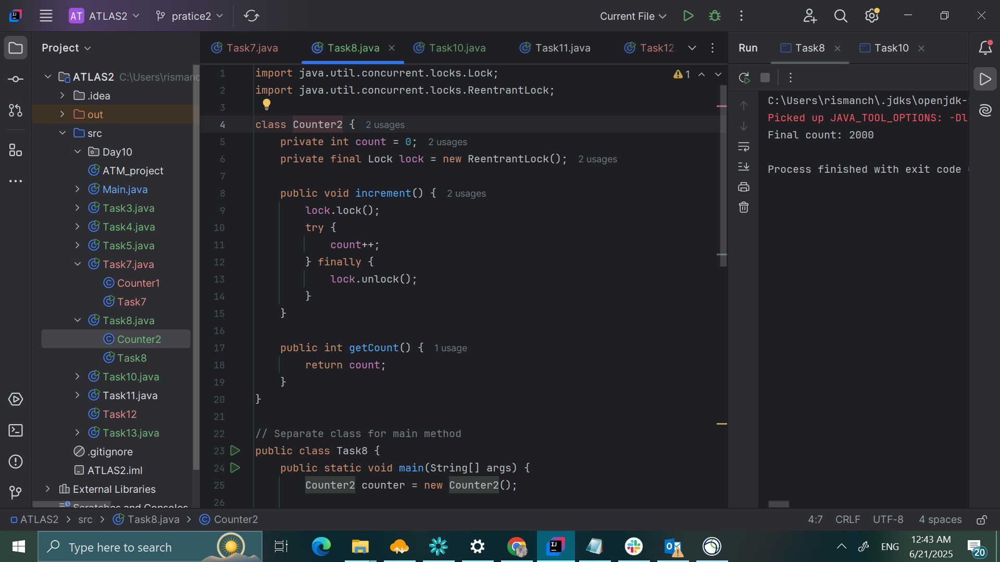 AT ATLAS2 pratice2 Current File
Project
ATLAS2 C:\Users\rismanc
.idea
out
src
Day10
ATM_project
Main.java
Task3.java
Task4.java
Task5.java
Task7.java
Counter1
Task7
Task8.java
Counter2
Task8
Task10.java
Task11.java
Task12
Task13.java
.gitignore
ATLAS2.iml
External Libraries
Scratches and Consoles
Task7.java Task8.java Task10.java Task11.java Task12
1 import java.util.concurrent.locks.Lock;
2 import java.util.concurrent.locks.ReentrantLock;
3
4 class Counter2 { 2 usages
5 private int count = 0; 2 usages
6 private final Lock lock = new ReentrantLock(); 2 usages
7
8 public void increment() { 2 usages
9 lock.lock();
10 try {
11 count++;
12 } finally {
13 lock.unlock();
14 }
15 }
16
17 public int getCount() { 1 usage
18 return count;
19 }
20 }
21
22 // Separate class for main method
23 public class Task8 {
24 public static void main(String[] args) {
25 Counter2 counter = new Counter2();
26
1
Run Task8 Task10
C:\Users\rismanch\.jdks\openjdk-
Picked up JAVA_TOOL_OPTIONS: -Dl
Final count: 2000
Process finished with exit code
ATLAS2 > src > Task8.java > Counter2
4:7 CRLF UTF-8 4 spaces
Type here to search
ENG
12:43 AM
6/21/2025
20